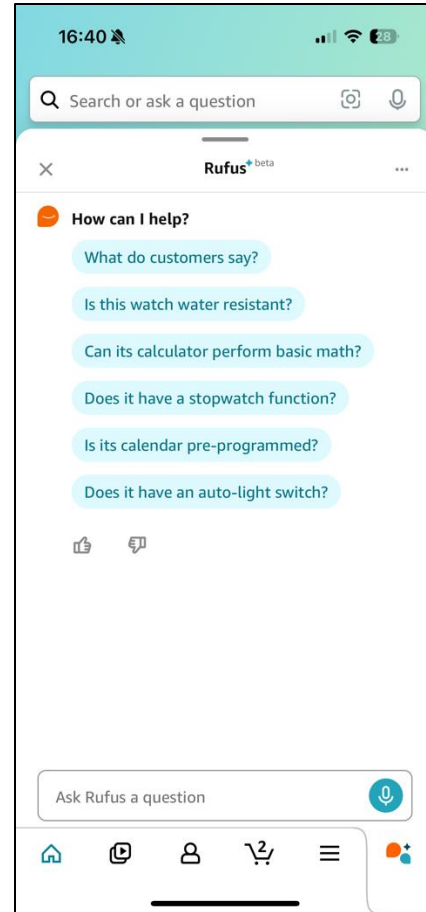 16:40
28
Search or ask a question
Rufus beta
How can I help?
What do customers say?
Is this watch water resistant?
Can its calculator perform basic math?
Does it have a stopwatch function?
Is its calendar pre-programmed?
Does it have an auto-light switch?
Ask Rufus a question
2